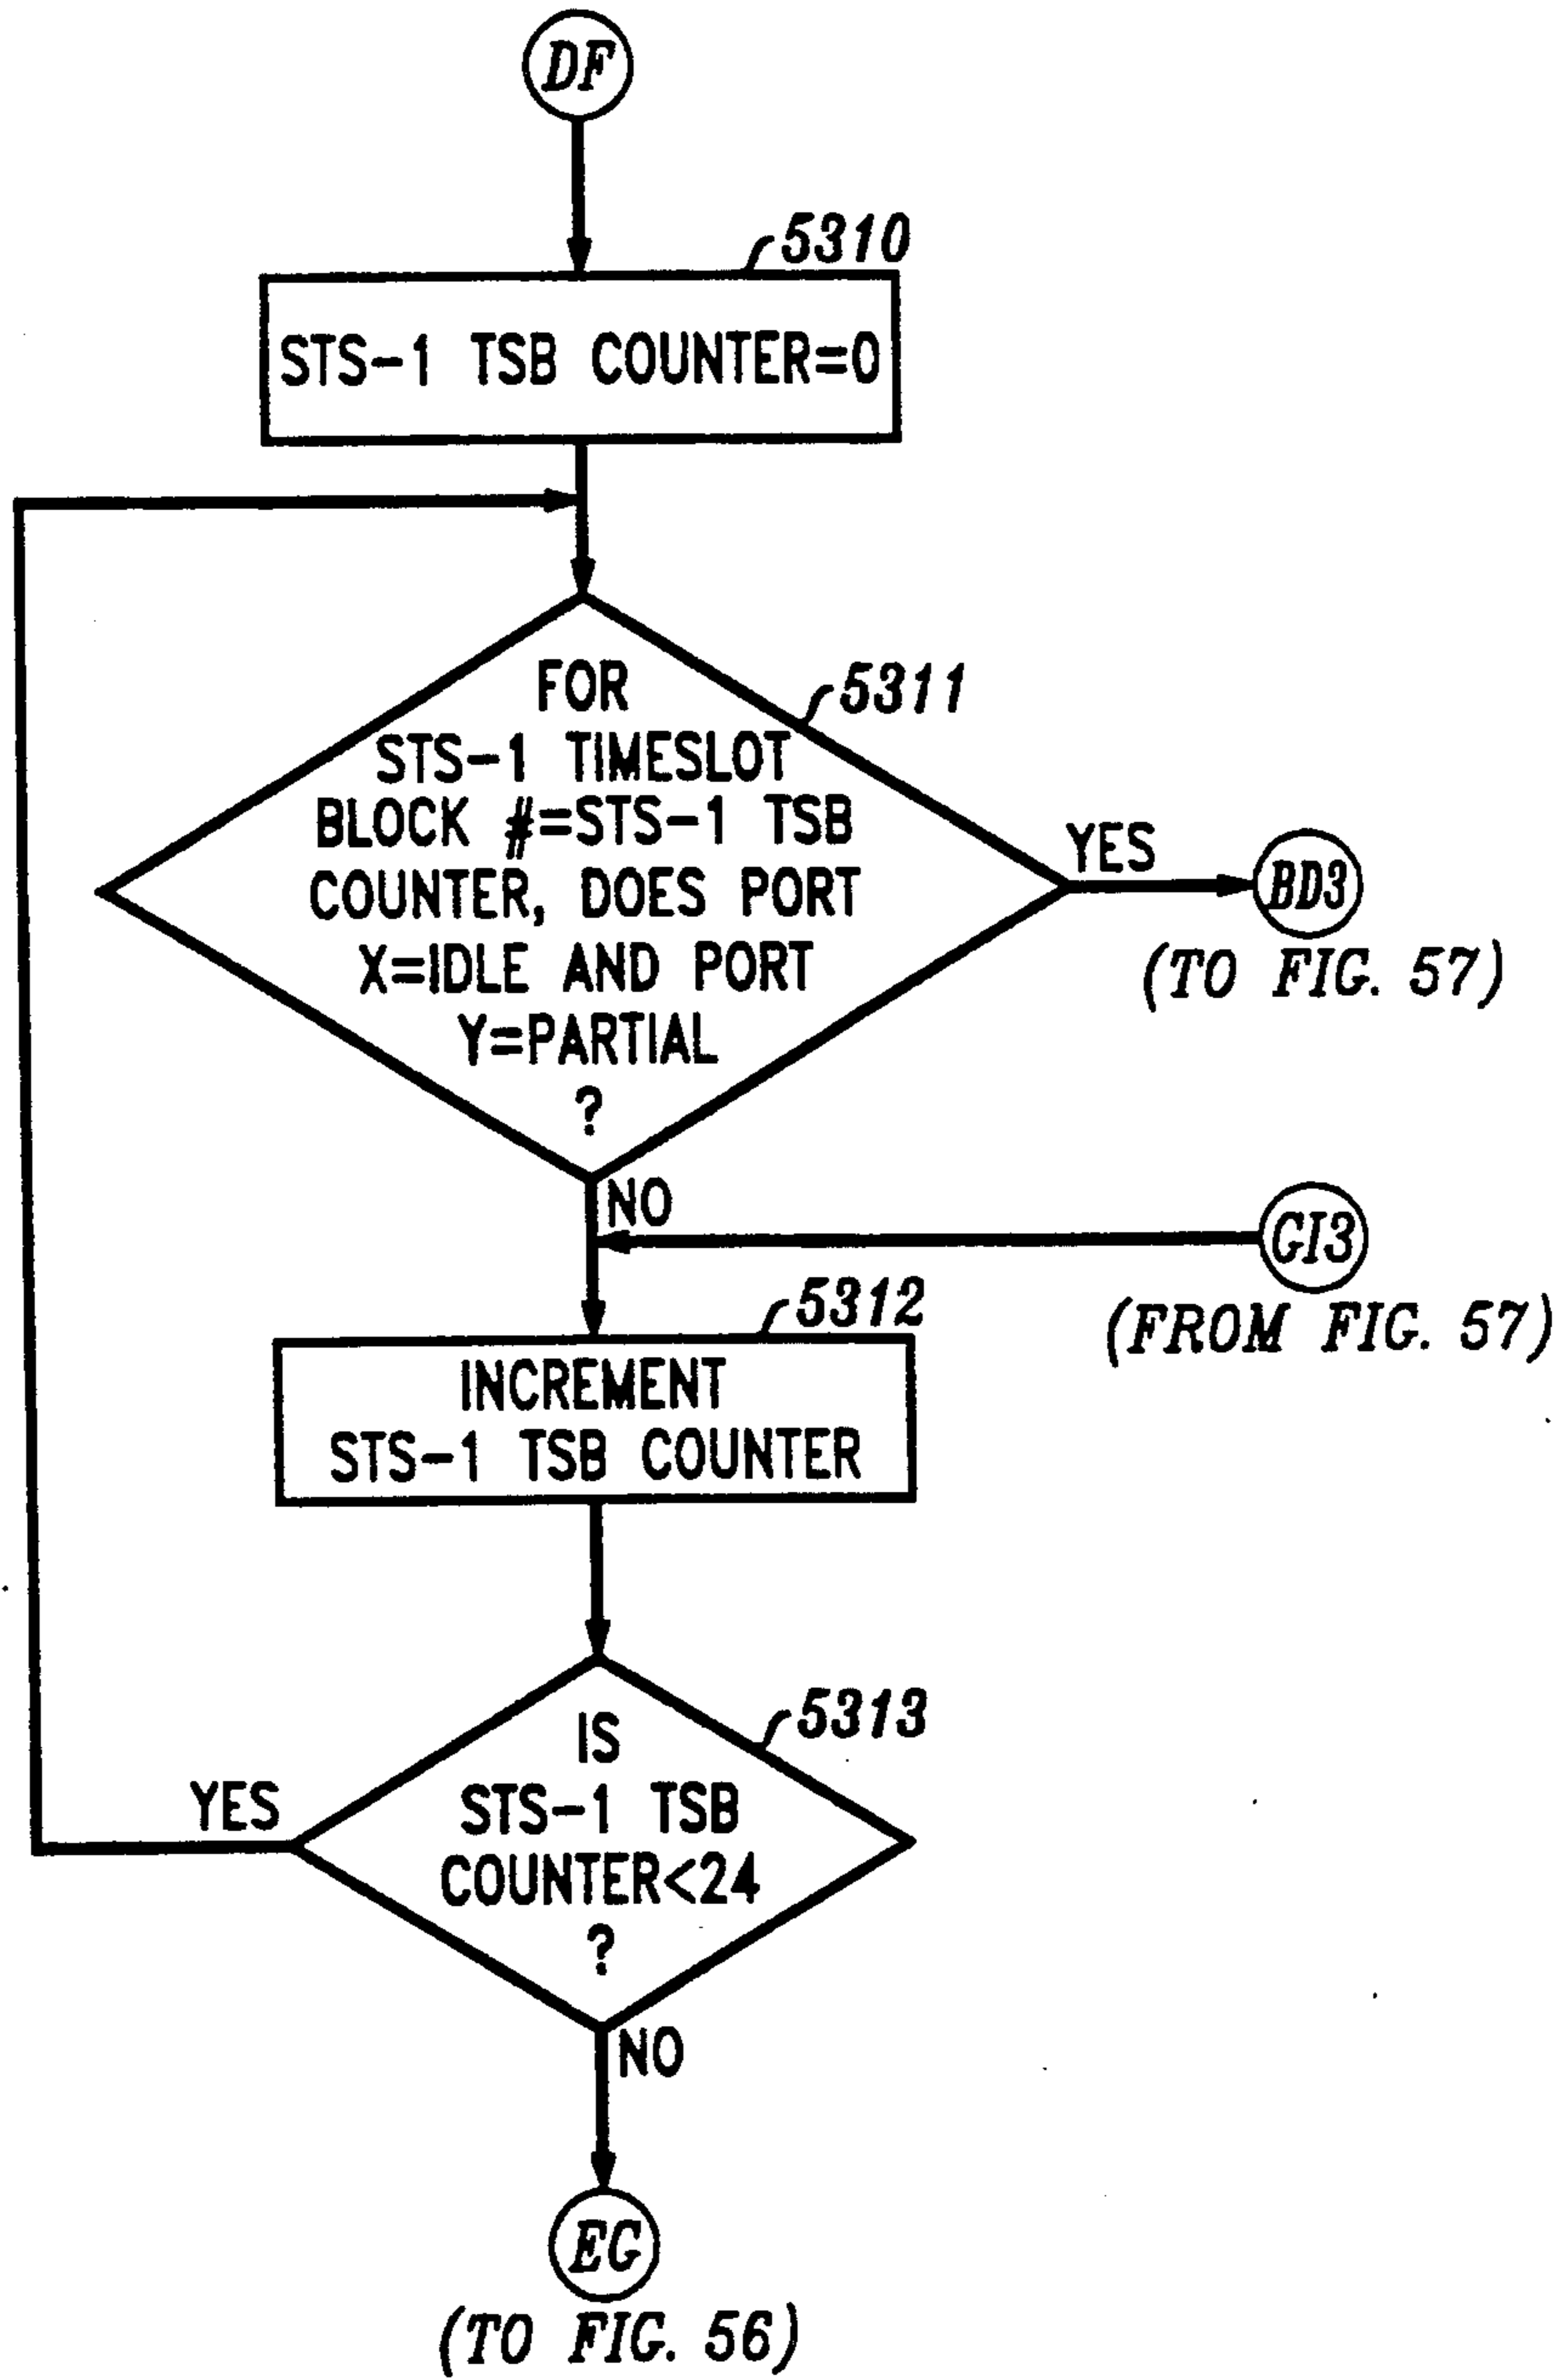 DF
5310
STS-1 TSB COUNTER=0
FOR
5311
STS-1 TIMESLOT
BLOCK #=STS-1 TSB
COUNTER, DOES PORT
X=IDLE AND PORT
Y=PARTIAL
?
YES
BD3
(TO FIG. 57)
NO
GI3
(FROM FIG. 57)
5312
INCREMENT
STS-1 TSB COUNTER
5313
IS
STS-1 TSB
COUNTER<24
?
YES
NO
EG
(TO FIG. 56)